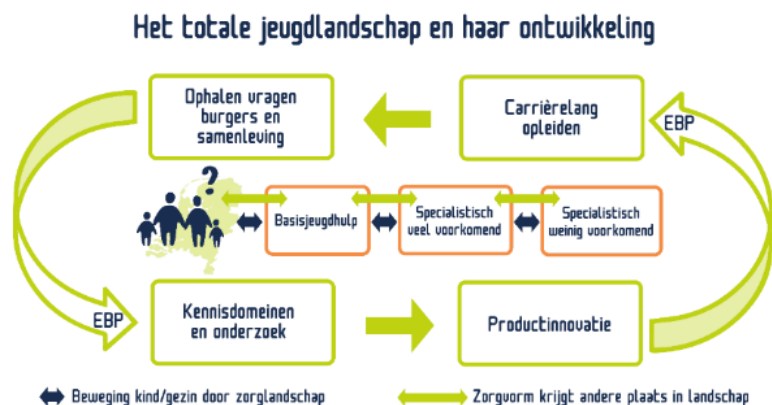 Het totale jeugdlandschap en haar ontwikkeling
Ophalen vragen
burgers en
samenleving
Carrièrelang
opleiden
EBP
?
Basisjeugdhulp
Specialistisch
veel voorkomend
Specialistisch
weinig voorkomend
EBP
Kennisdomeinen
en onderzoek
Productinnovatie
Beweging kind/gezin door zorglandschap
Zorgvorm krijgt andere plaats in landschap